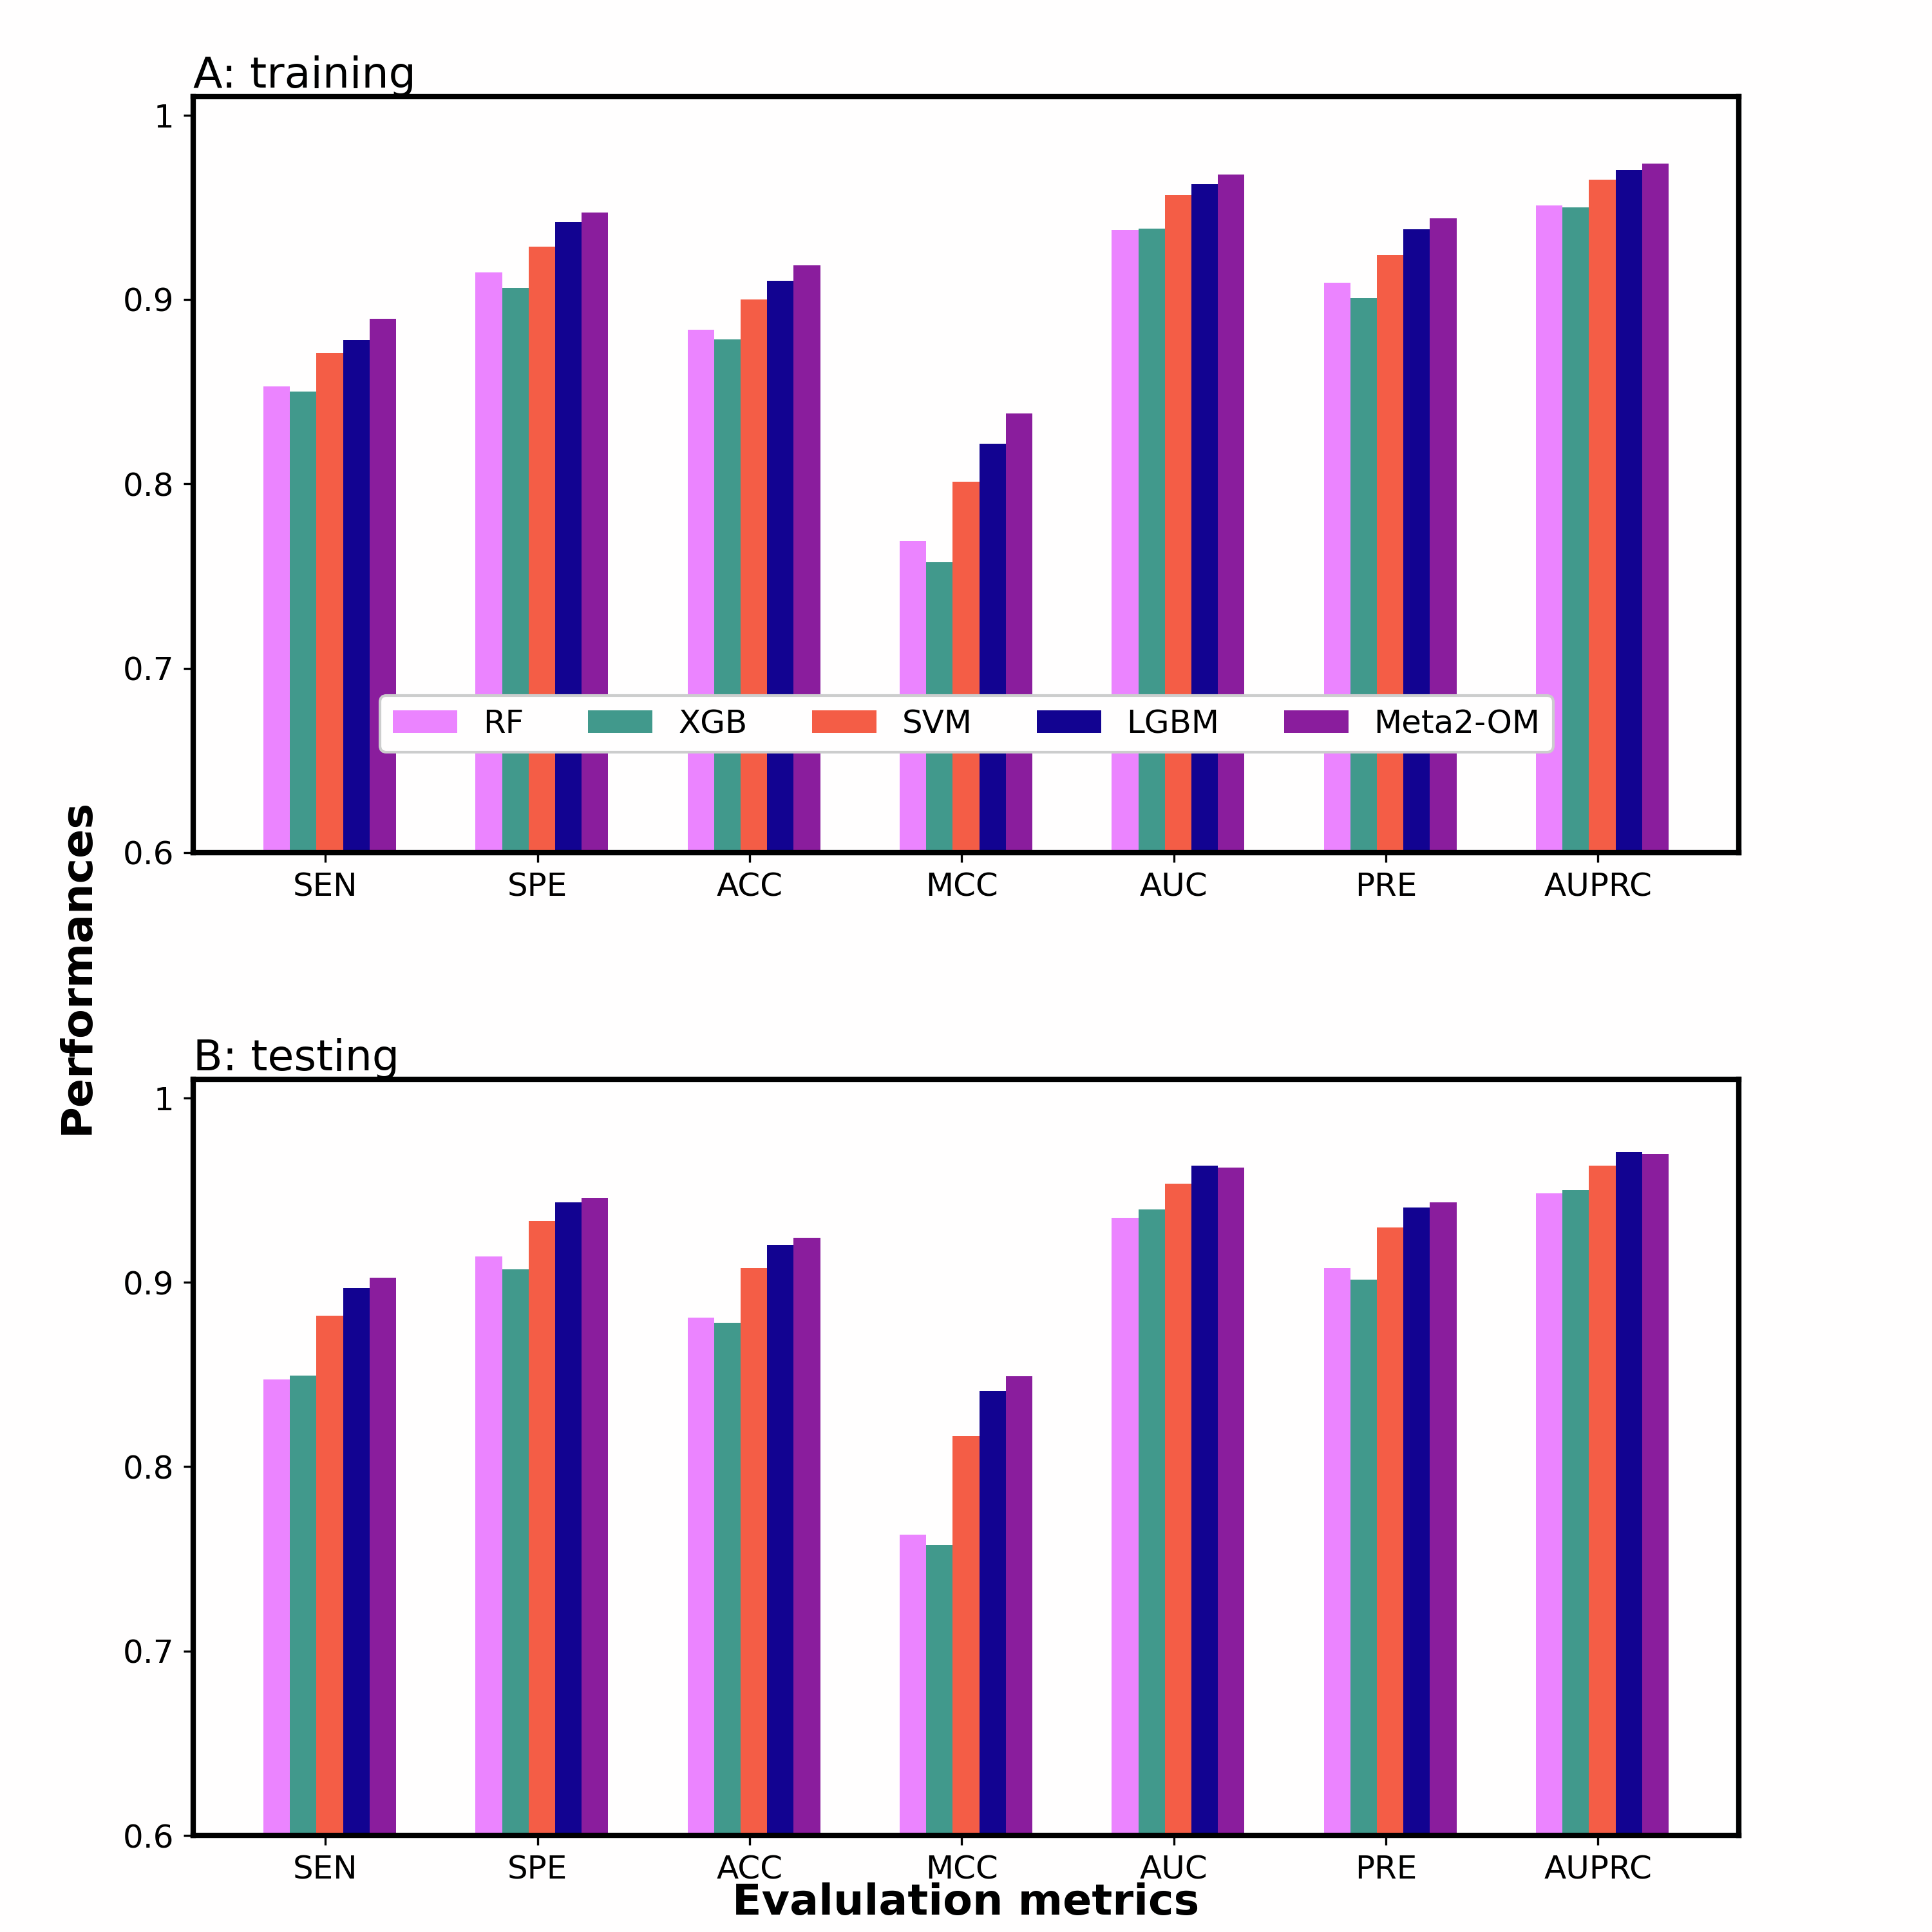 A: training
1
0.9
0.8
0.7
0.6
RF XGB SVM LGBM Meta2-OM
SEN SPE ACC MCC AUC PRE AUPRC
Performances
B: testing
1
0.9
0.8
0.7
0.6
SEN SPE ACC MCC AUC PRE AUPRC
Evalulation metrics